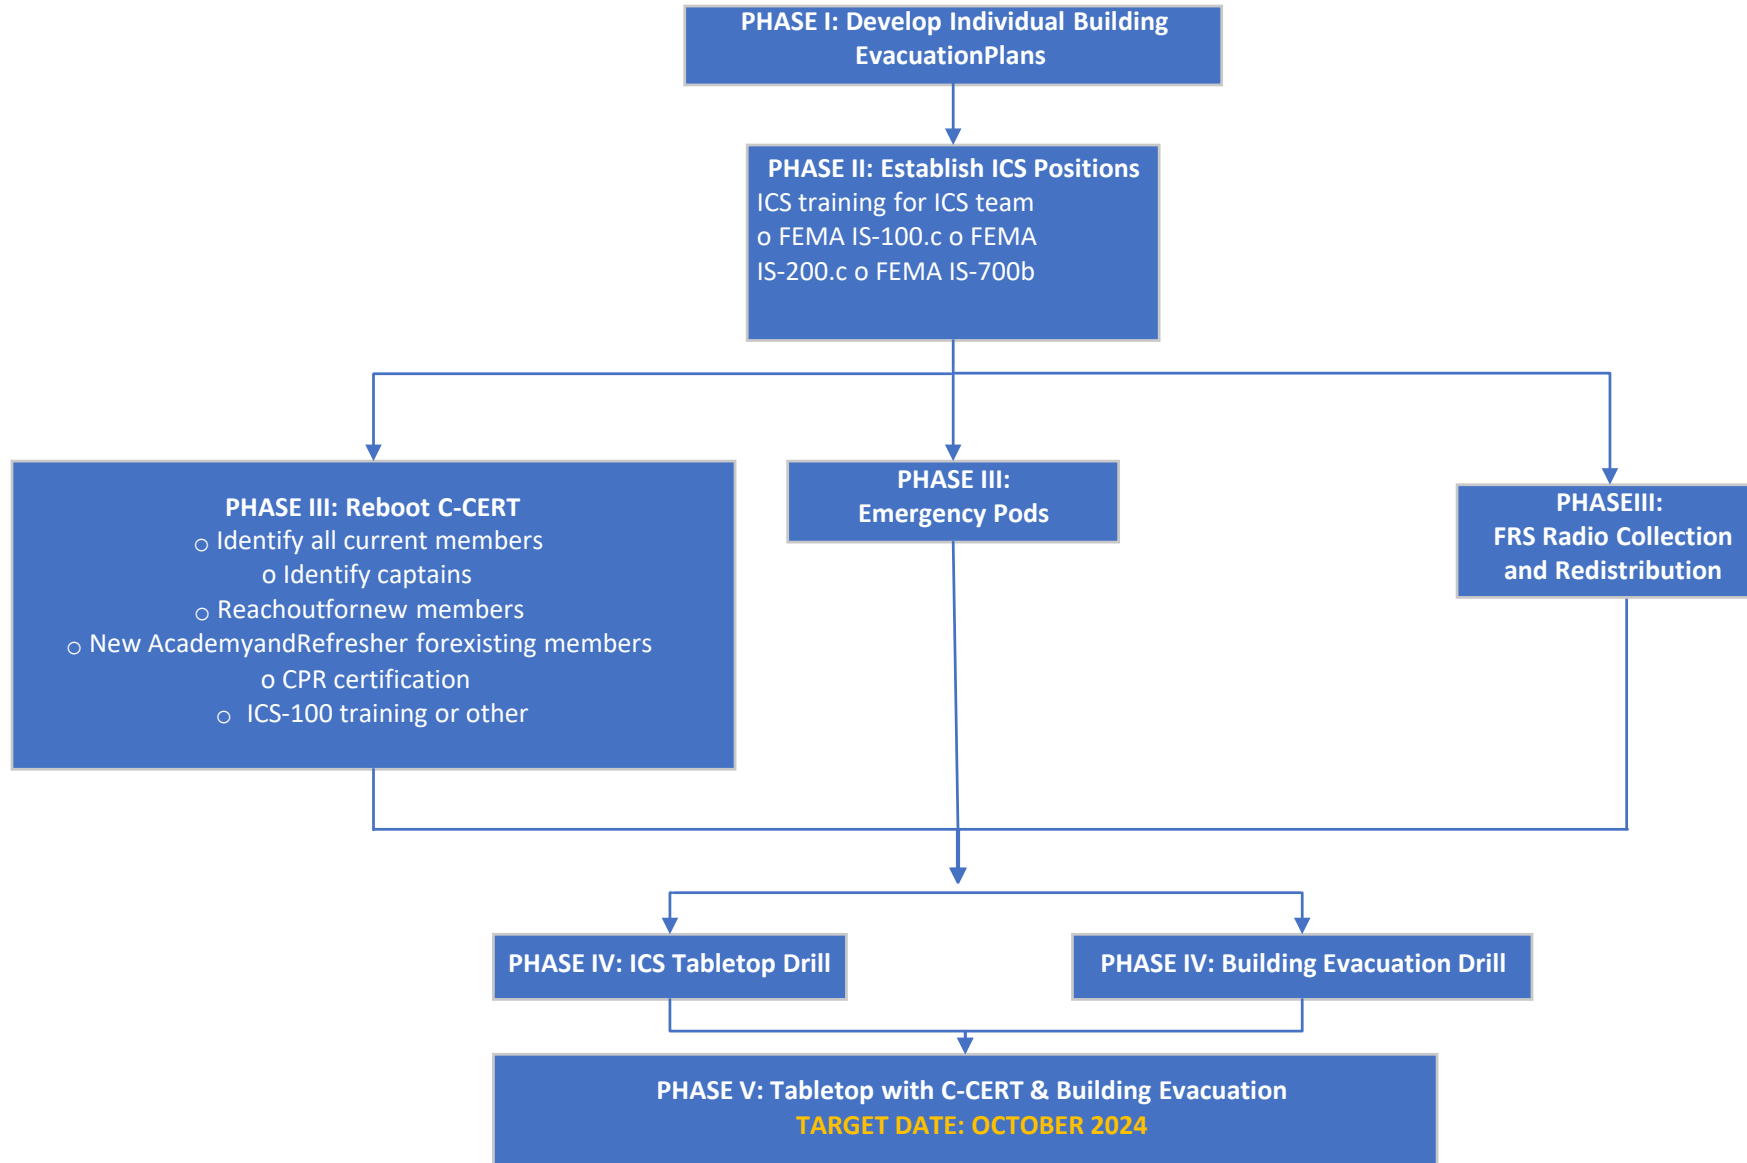 PHASE I: Develop Individual Building
EvacuationPlans
PHASE II: Establish ICS Positions
ICS training for ICS team
o FEMA IS-100.c o FEMA
IS-200.c o FEMA IS-700b
PHASE III: Reboot C-CERT
o Identify all current members
o Identify captains
o Reachoutfornew members
o New AcademyandRefresher forexisting members
o CPR certification
o ICS-100 training or other
PHASE III:
Emergency Pods
PHASEIII:
FRS Radio Collection
and Redistribution
PHASE IV: ICS Tabletop Drill
PHASE IV: Building Evacuation Drill
PHASE V: Tabletop with C-CERT & Building Evacuation
TARGET DATE: OCTOBER 2024